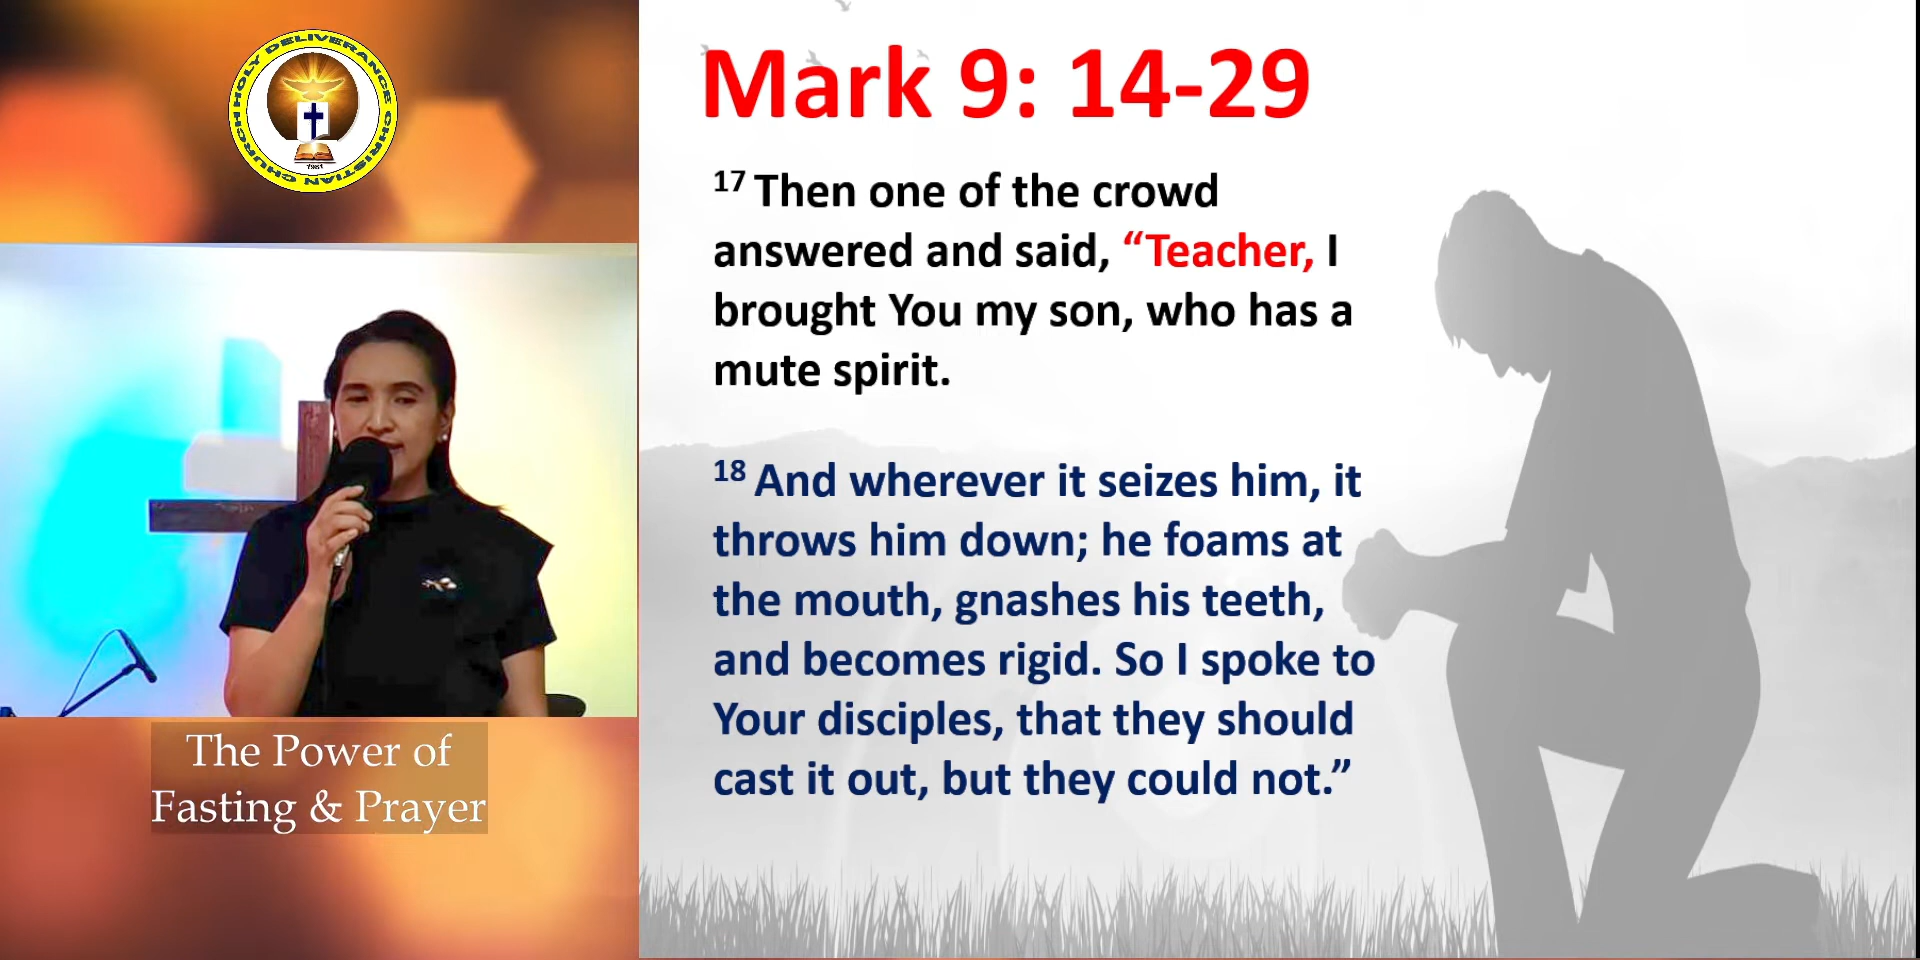 HOLY DELIVERANCE CHRISTIAN CHURCH
The Power of
Fasting & Prayer
Mark 9: 14-29
17 Then one of the crowd
answered and said, “Teacher, I
brought You my son, who has a
mute spirit.
18 And wherever it seizes him, it
throws him down; he foams at
the mouth, gnashes his teeth,
and becomes rigid. So I spoke to
Your disciples, that they should
cast it out, but they could not.”